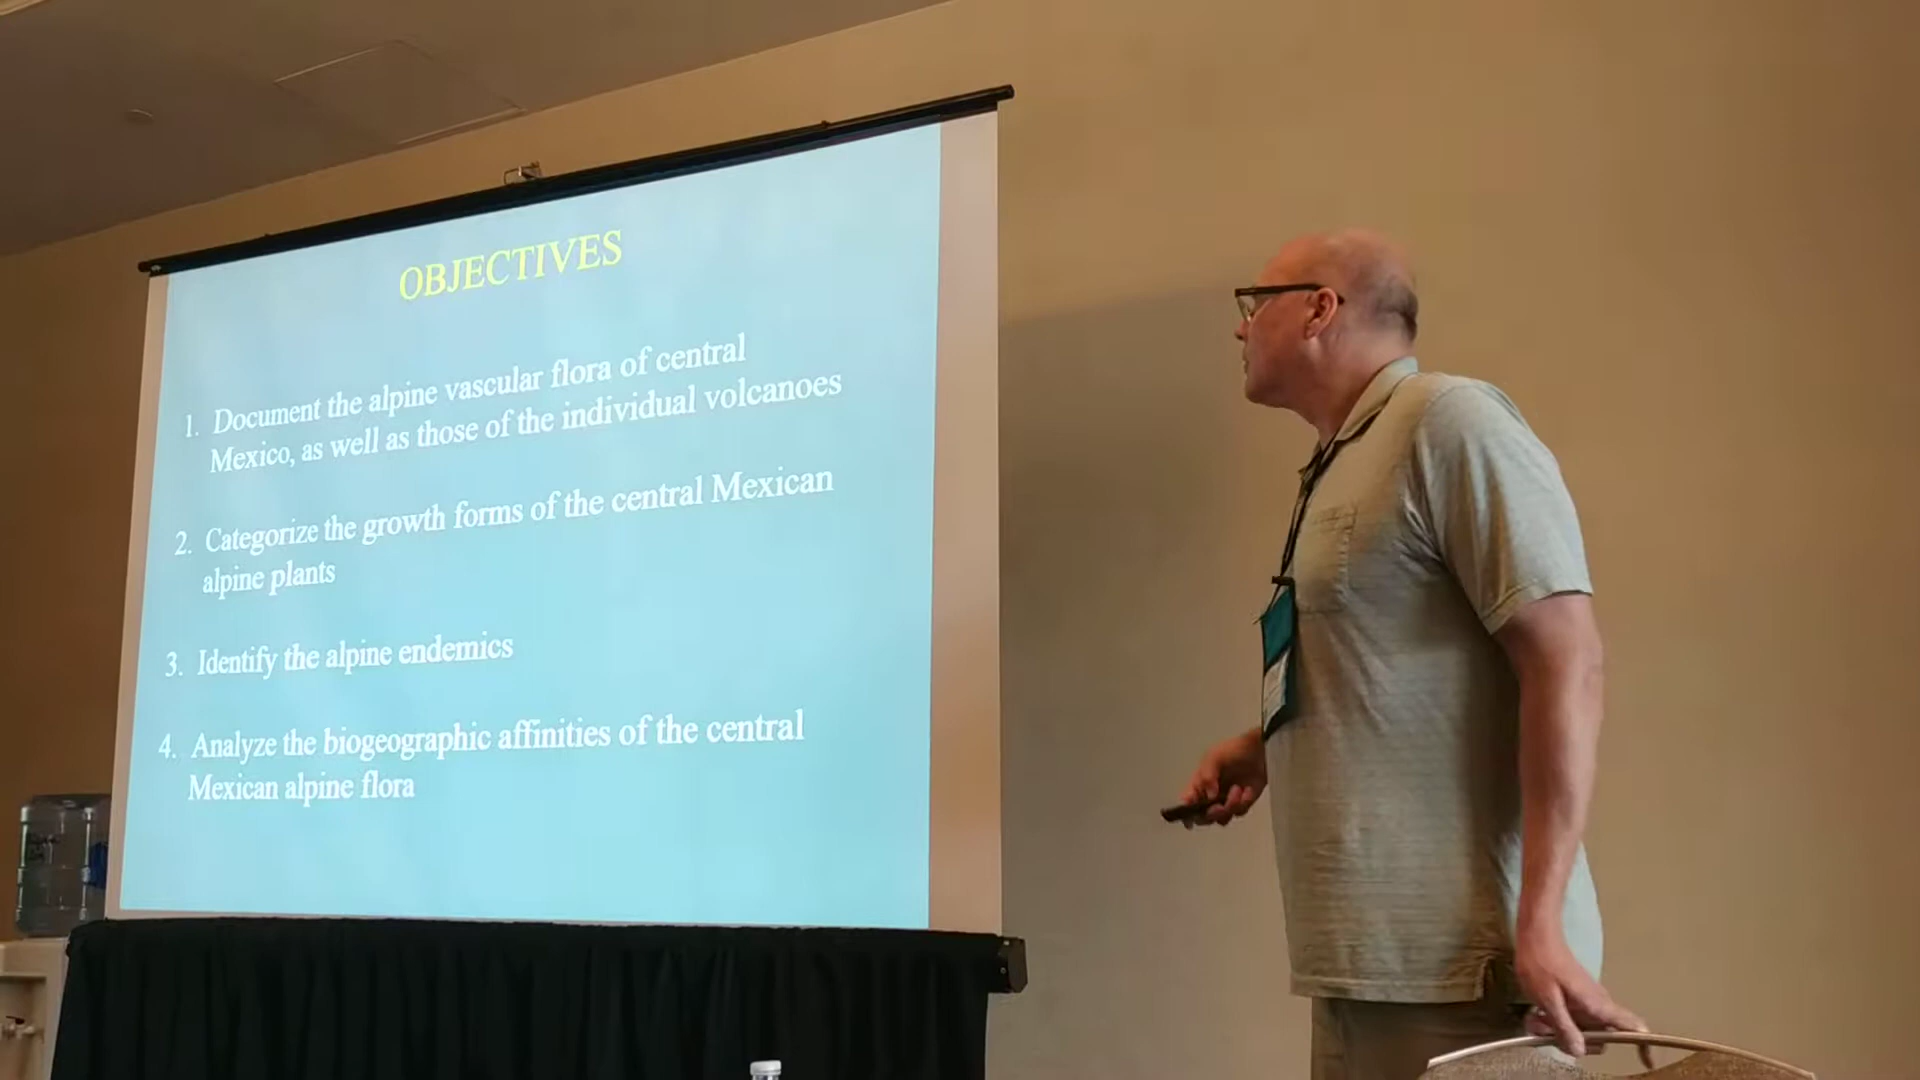 OBJECTIVES
1. Document the alpine vascular flora of central
Mexico, as well as those of the individual volcanoes
2. Categorize the growth forms of the central Mexican
alpine plants
3. Identify the alpine endemics
4. Analyze the biogeographic affinities of the central
Mexican alpine flora